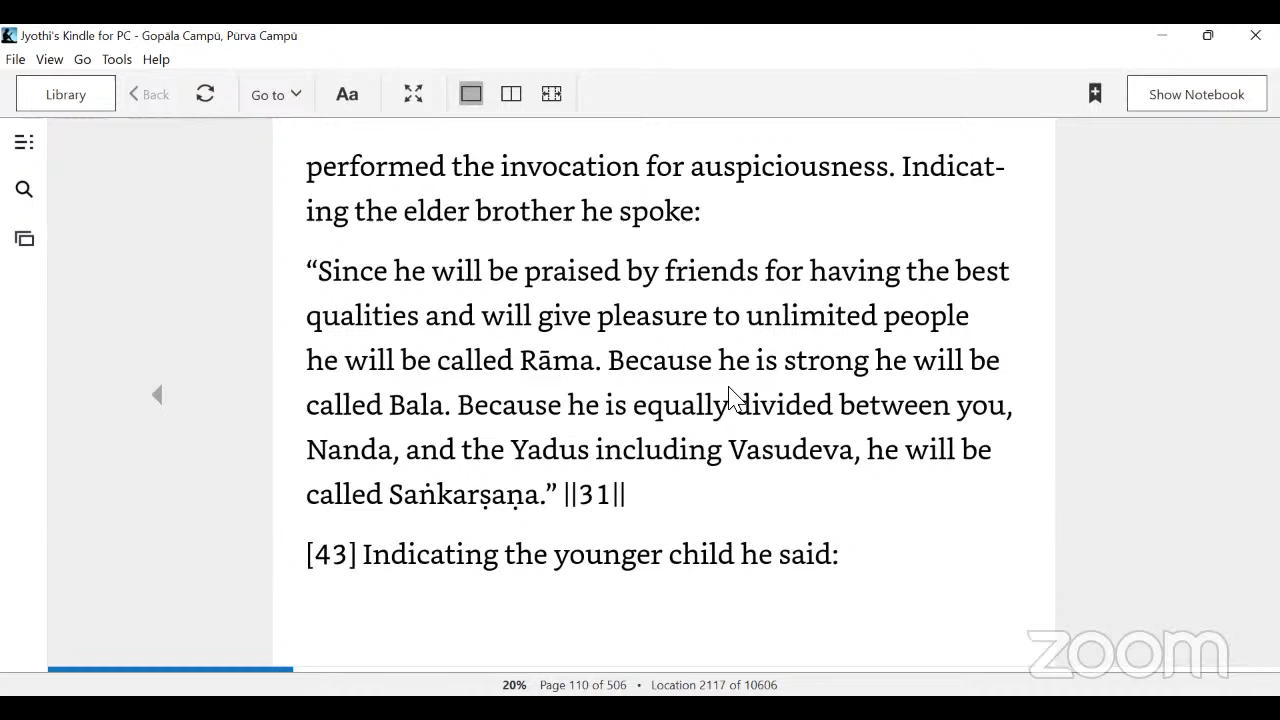 Jyothi's Kindle for PC - Gopāla Campū, Pūrva Campū
File View Go Tools Help
Library Back Go to Aa Show Notebook
performed the invocation for auspiciousness. Indicat-
ing the elder brother he spoke:
“Since he will be praised by friends for having the best
qualities and will give pleasure to unlimited people
he will be called Rāma. Because he is strong he will be
called Bala. Because he is equally divided between you,
Nanda, and the Yadus including Vasudeva, he will be
called Saṅkarṣaṇa.” ||31||
[43] Indicating the younger child he said:
zoom
20% Page 110 of 506 • Location 2117 of 10606